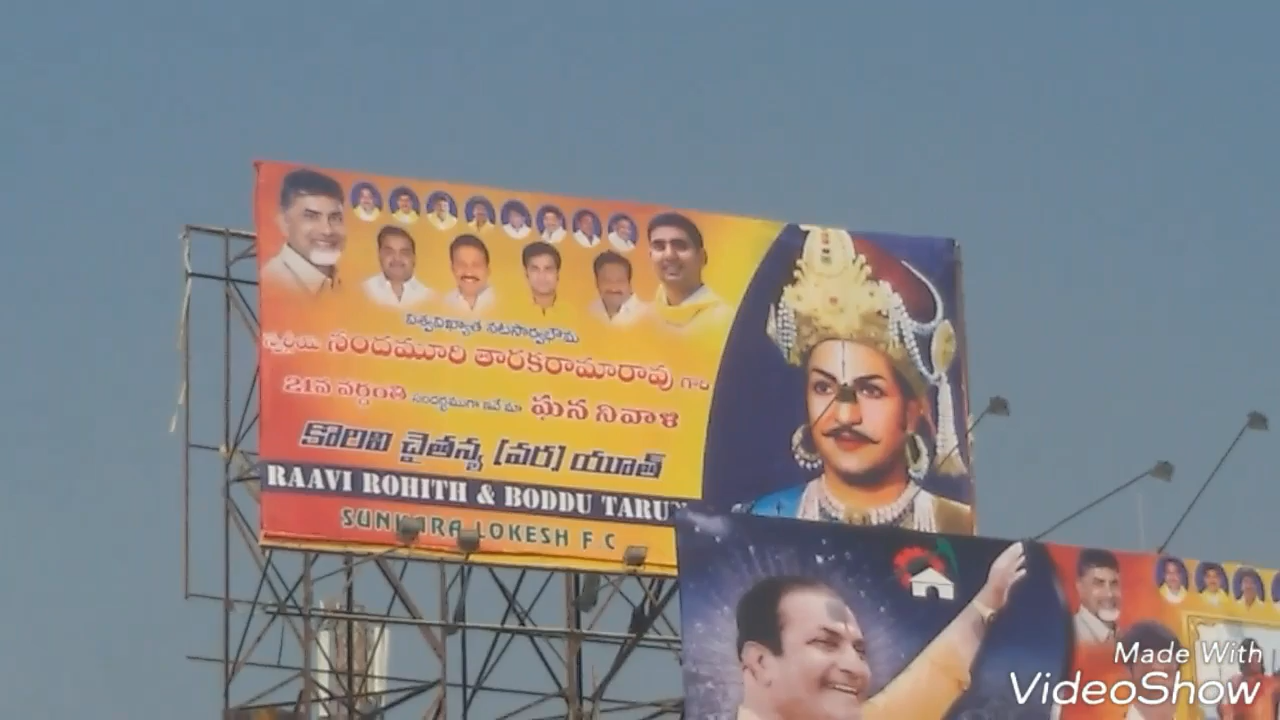 విశ్వవిఖ్యాత నటసార్వభౌమ
స్వర్గీయ నందమూరి తారకరామారావు గారి
21వ వర్ధంతి సందర్భముగా ఇవే మా ఘన నివాళి
కొరివి చైతన్య [వర] యూత్
RAAVI ROHITH & BODDU TARUN
SUNKARA LOKESH F C
Made With
VideoShow